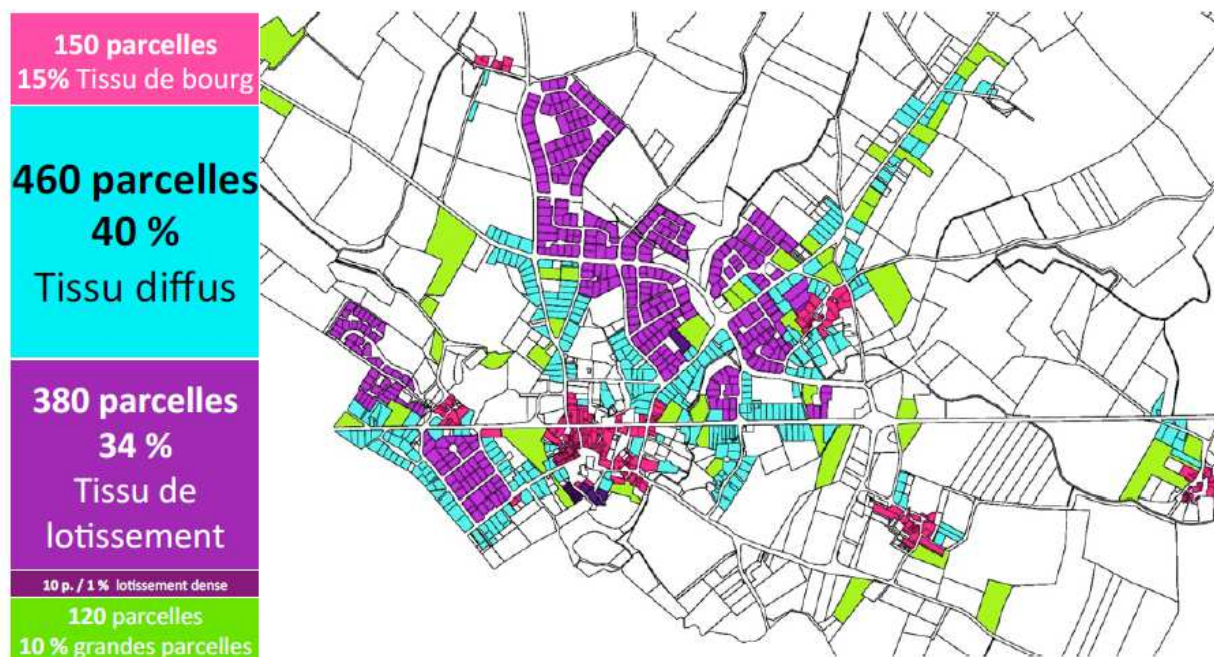 150 parcelles
15% Tissu de bourg
460 parcelles
40 %
Tissu diffus
380 parcelles
34 %
Tissu de
lotissement
10 p. / 1 % lotissement dense
120 parcelles
10 % grandes parcelles